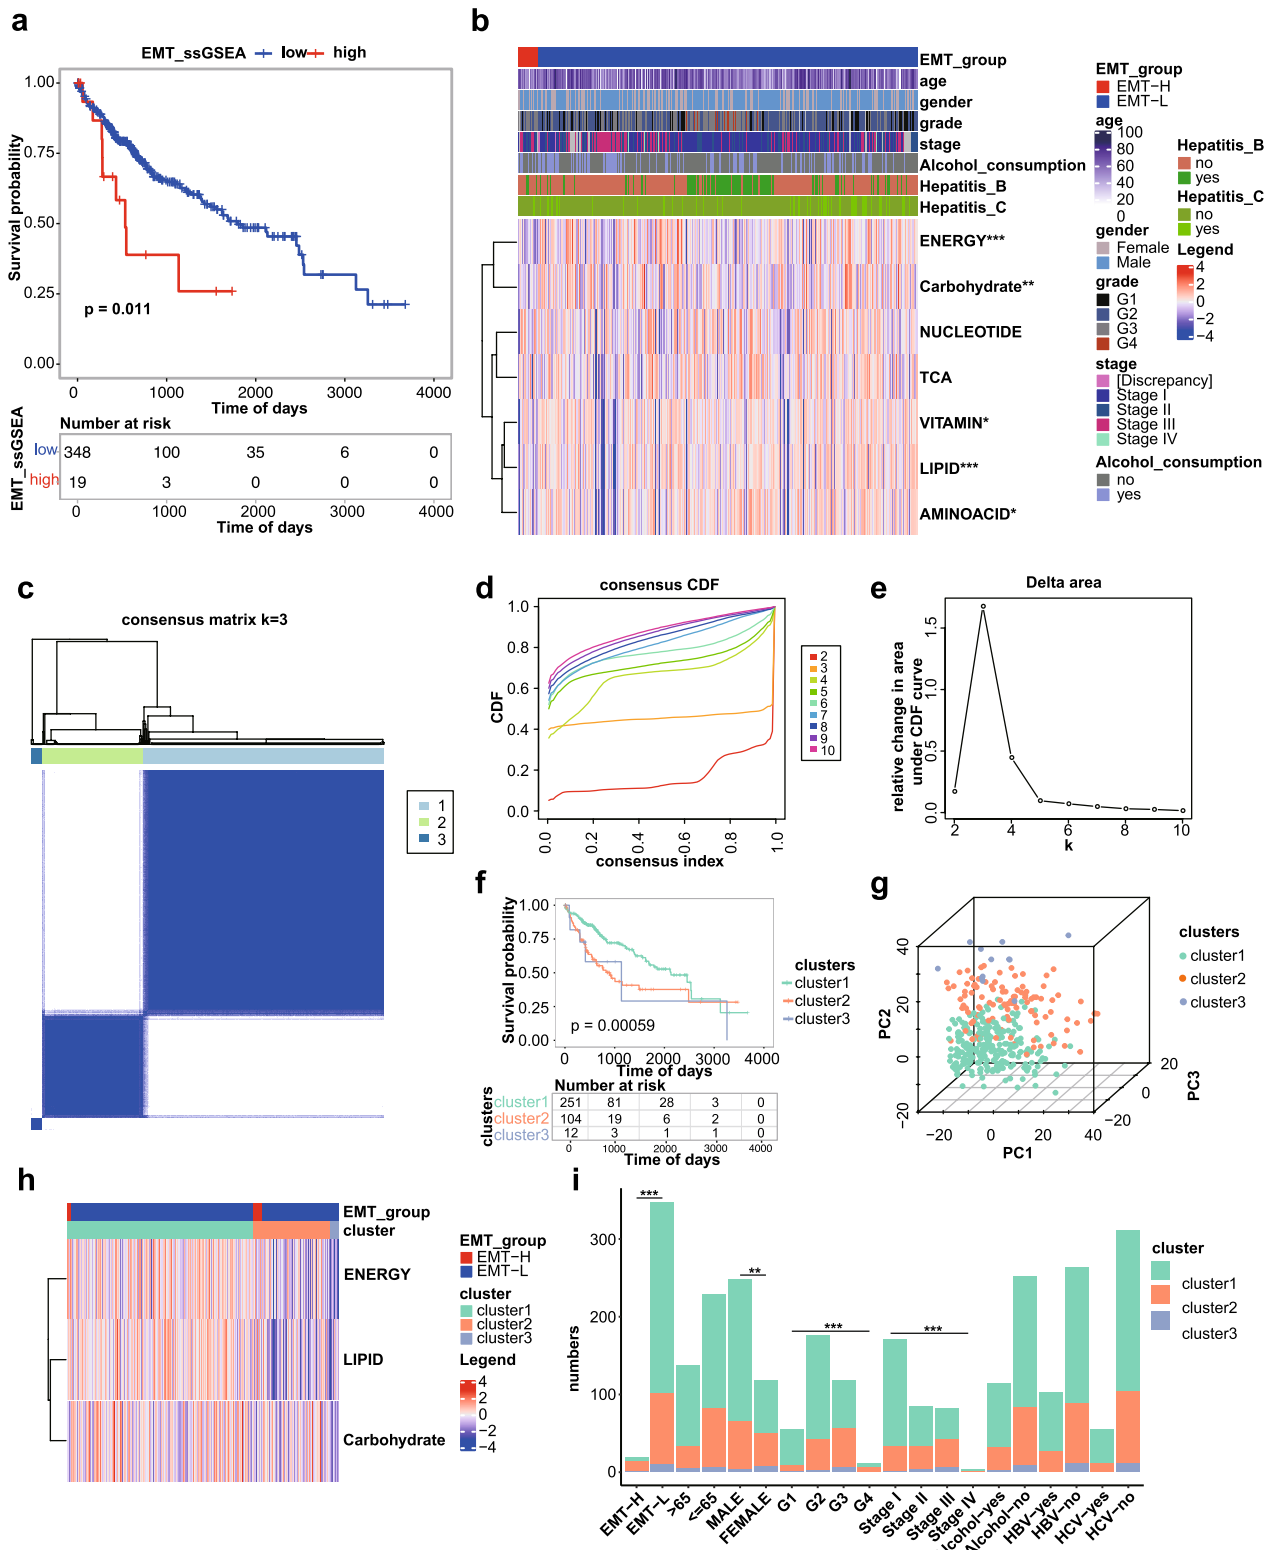 a
EMT_ssGSEA low high
Survival probability
1.00
0.75
0.50
0.25
0.00
p = 0.011
0 1000 2000 3000 4000
Time of days
Number at risk
EMT_ssGSEA
low 348 100 35 6 0
high 19 3 0 0 0
0 1000 2000 3000 4000
Time of days
b
EMT_group
age
gender
grade
stage
Alcohol_consumption
Hepatitis_B
Hepatitis_C
ENERGY***
Carbohydrate**
NUCLEOTIDE
TCA
VITAMIN*
LIPID***
AMINOACID*
EMT_group
EMT−H
EMT−L
age
100
80
60
40
20
0
gender
Female
Male
grade
G1
G2
G3
G4
stage
[Discrepancy]
Stage I
Stage II
Stage III
Stage IV
Alcohol_consumption
no
yes
Hepatitis_B
no
yes
Hepatitis_C
no
yes
Legend
4
2
0
−2
−4
c
consensus matrix k=3
1
2
3
d
consensus CDF
CDF
1.0
0.8
0.6
0.4
0.2
0.0
0.0 0.2 0.4 0.6 0.8 1.0
consensus index
2
3
4
5
6
7
8
9
10
e
Delta area
relative change in area
under CDF curve
1.5
1.0
0.5
0.0
2 4 6 8 10
k
f
Survival probability
1.00
0.75
0.50
0.25
0.00
p = 0.00059
0 1000 2000 3000 4000
Time of days
clusters
cluster1
cluster2
cluster3
Number at risk
clusters
cluster1 251 81 28 3 0
cluster2 104 19 6 2 0
cluster3 12 3 1 1 0
0 1000 2000 3000 4000
Time of days
g
PC2
40
20
0
−20
−20 0 20 40
PC1
20
0
−20
PC3
clusters
cluster1
cluster2
cluster3
h
EMT_group
cluster
ENERGY
LIPID
Carbohydrate
EMT_group
EMT−H
EMT−L
cluster
cluster1
cluster2
cluster3
Legend
4
2
0
−2
−4
i
numbers
300
200
100
0
***
**
***
***
EMT−H
EMT−L
>65
<=65
MALE
FEMALE
G1
G2
G3
G4
Stage I
Stage II
Stage III
Stage IV
lcohol−yes
Alcohol−no
HBV−yes
HBV−no
HCV−yes
HCV−no
cluster
cluster1
cluster2
cluster3